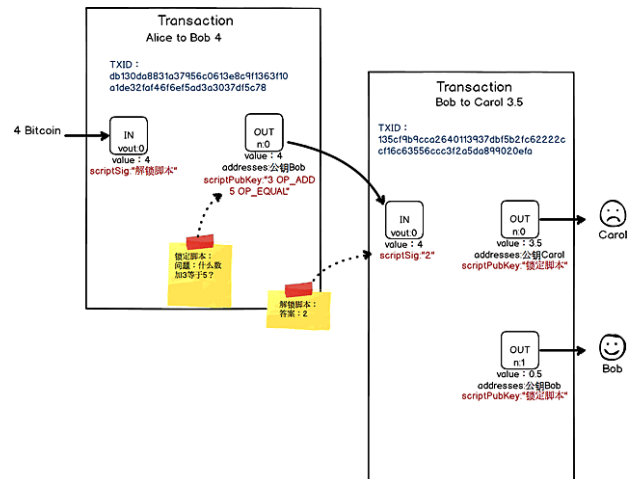 Transaction
Alice to Bob 4
TXID：
db130da8831a37956c0613e8c9f1363f10
a1de32faf46f6ef5ad3a3037df5c78
4 Bitcoin
IN
vout:0
value：4
scriptSig:"解锁脚本"
OUT
n:0
value：4
addresses:公钥Bob
scriptPubKey:"3 OP_ADD
5 OP_EQUAL"
锁定脚本：
问题：什么数
加3等于5？
解锁脚本：
答案：2
Transaction
Bob to Carol 3.5
TXID：
135cf9b9cca2640113937dbf5b2fc62222c
cf16c63556ccc3f2a5da899020efa
IN
vout:0
value：4
scriptSig:"2"
OUT
n:0
value：3.5
addresses:公钥Carol
scriptPubKey:"锁定脚本"
Carol
OUT
n:1
value：0.5
addresses:公钥Bob
scriptPubKey:"锁定脚本"
Bob